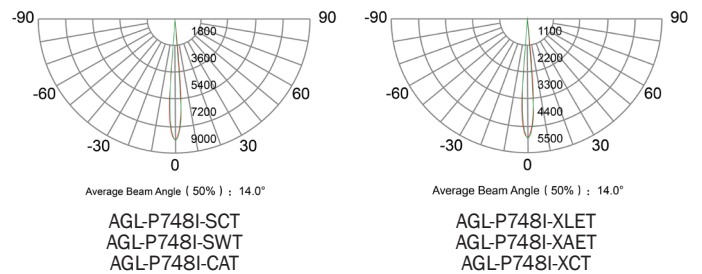 -90 90
1800
3600
5400
7200
9000
-60 60
-30 30
0
Average Beam Angle ( 50% ) : 14.0°
AGL-P748I-SCT
AGL-P748I-SWT
AGL-P748I-CAT
-90 90
1100
2200
3300
4400
5500
-60 60
-30 30
0
Average Beam Angle ( 50% ) : 14.0°
AGL-P748I-XLET
AGL-P748I-XAET
AGL-P748I-XCT